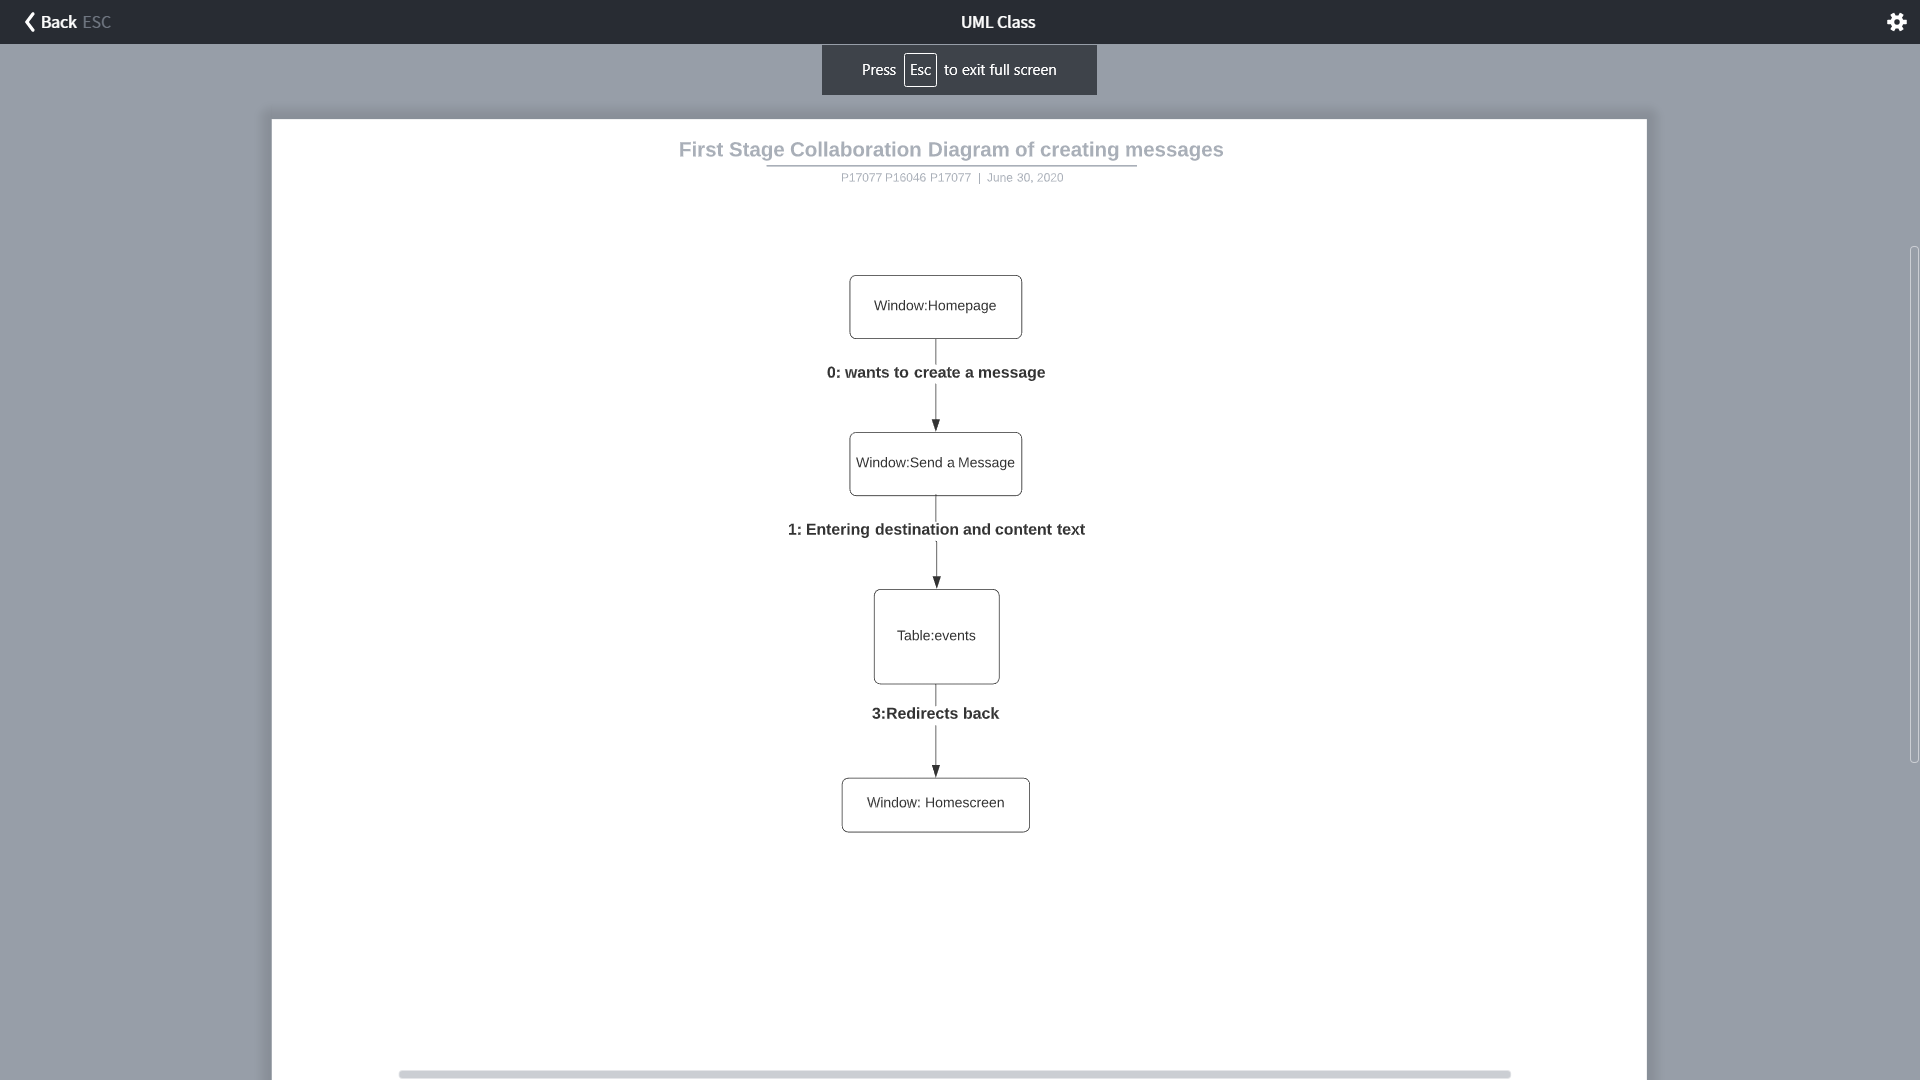 Back ESC
UML Class
Press Esc to exit full screen
First Stage Collaboration Diagram of creating messages
P17077 P16046 P17077 | June 30, 2020
Window:Homepage
0: wants to create a message
Window:Send a Message
1: Entering destination and content text
Table:events
3:Redirects back
Window: Homescreen